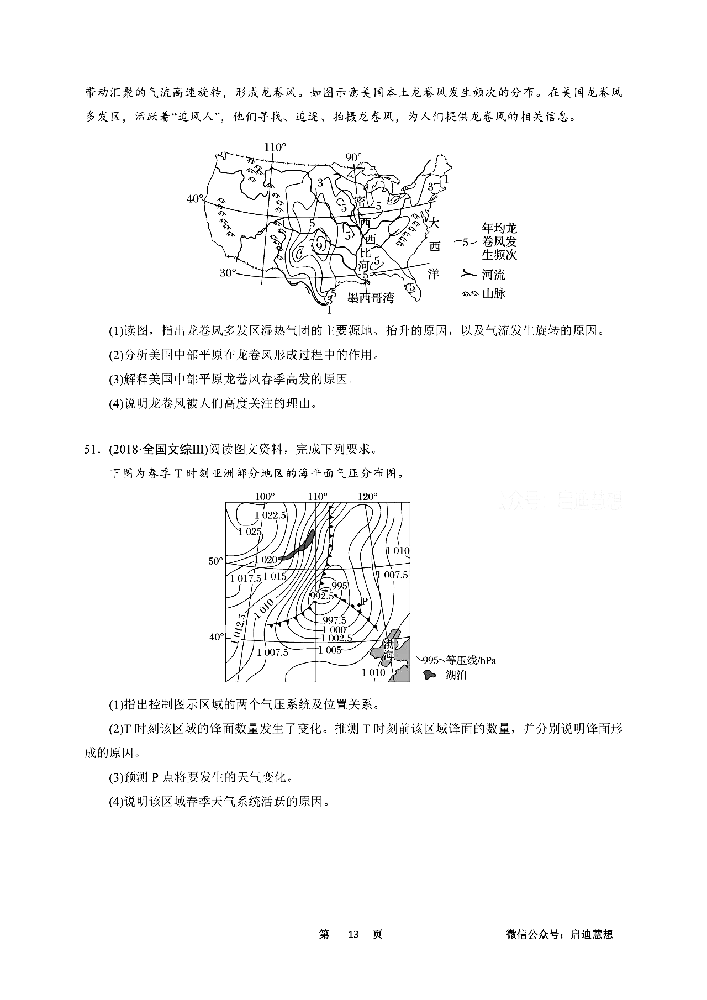 带动汇聚的气流高速旋转，形成龙卷风。如图示意美国本土龙卷风发生频次的分布。在美国龙卷风
多发区，活跃着“追风人”，他们寻找、追逐、拍摄龙卷风，为人们提供龙卷风的相关信息。
110°
90°
3
1
3
40°
密
5
5
西
大
5
年均龙
5
西
7
9
西
5
卷风发
7
比
生频次
5
河
30°
洋
河流
5
5
5
墨西哥湾
山脉
3
1
(1)读图，指出龙卷风多发区湿热气团的主要源地、抬升的原因，以及气流发生旋转的原因。
(2)分析美国中部平原在龙卷风形成过程中的作用。
(3)解释美国中部平原龙卷风春季高发的原因。
(4)说明龙卷风被人们高度关注的理由。
51．(2018·全国文综Ⅲ)阅读图文资料，完成下列要求。
下图为春季 T 时刻亚洲部分地区的海平面气压分布图。
众号：启迪慧想
100° 110° 120°
1 022.5
1 025
1 010
50°
1 020
1 017.5 1 015
1 007.5
995
992.5
P
1 010
997.5
1 012.5
1 000
40°
1 002.5
渤
海
1 007.5
1 005
995 等压线/hPa
1 010
湖泊
(1)指出控制图示区域的两个气压系统及位置关系。
(2)T 时刻该区域的锋面数量发生了变化。推测 T 时刻前该区域锋面的数量，并分别说明锋面形
成的原因。
(3)预测 P 点将要发生的天气变化。
(4)说明该区域春季天气系统活跃的原因。
第 13 页
微信公众号：启迪慧想